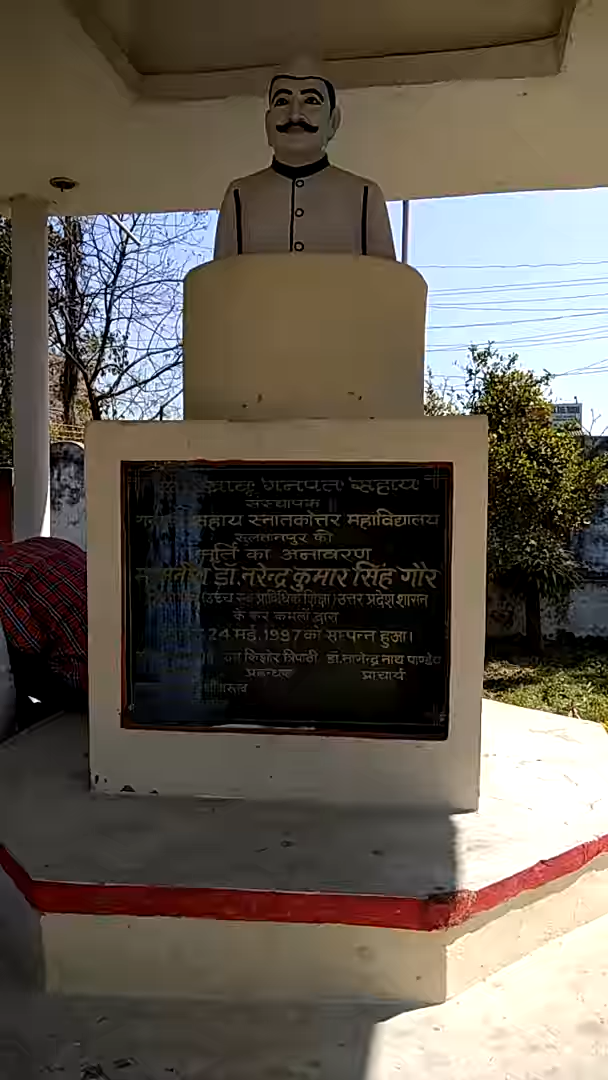 बाबू गनपत सहाय
संस्थापक
गनपत सहाय स्नातकोत्तर महाविद्यालय
सुलतानपुर की
मूर्ति का अनावरण
डॉ.नरेन्द्र कुमार सिंह गौर
(उच्च एवं प्राविधिक शिक्षा) उत्तर प्रदेश शासन
के कर कमलों द्वारा
24 मई,1997 को सम्पन्न हुआ।
किशोर त्रिपाठी डॉ.नागेन्द्र नाथ पाण्डेय
प्रबन्धक प्राचार्य